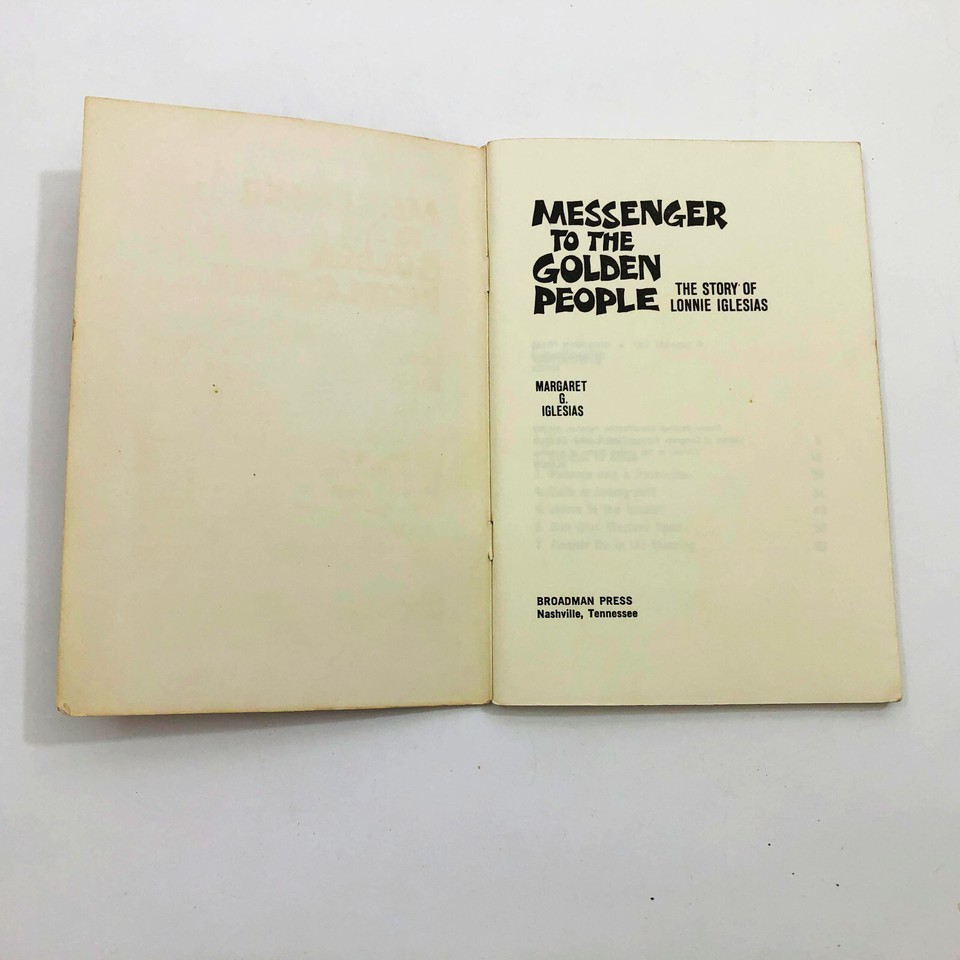 MESSENGER
TO THE
GOLDEN
PEOPLE
THE STORY OF
LONNIE IGLESIAS
MARGARET
G.
IGLESIAS
BROADMAN PRESS
Nashville, Tennessee